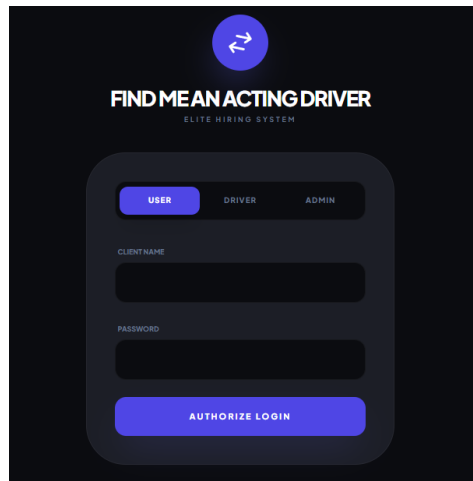 FIND ME AN ACTING DRIVER
ELITE HIRING SYSTEM
USER DRIVER ADMIN
CLIENT NAME
PASSWORD
AUTHORIZE LOGIN